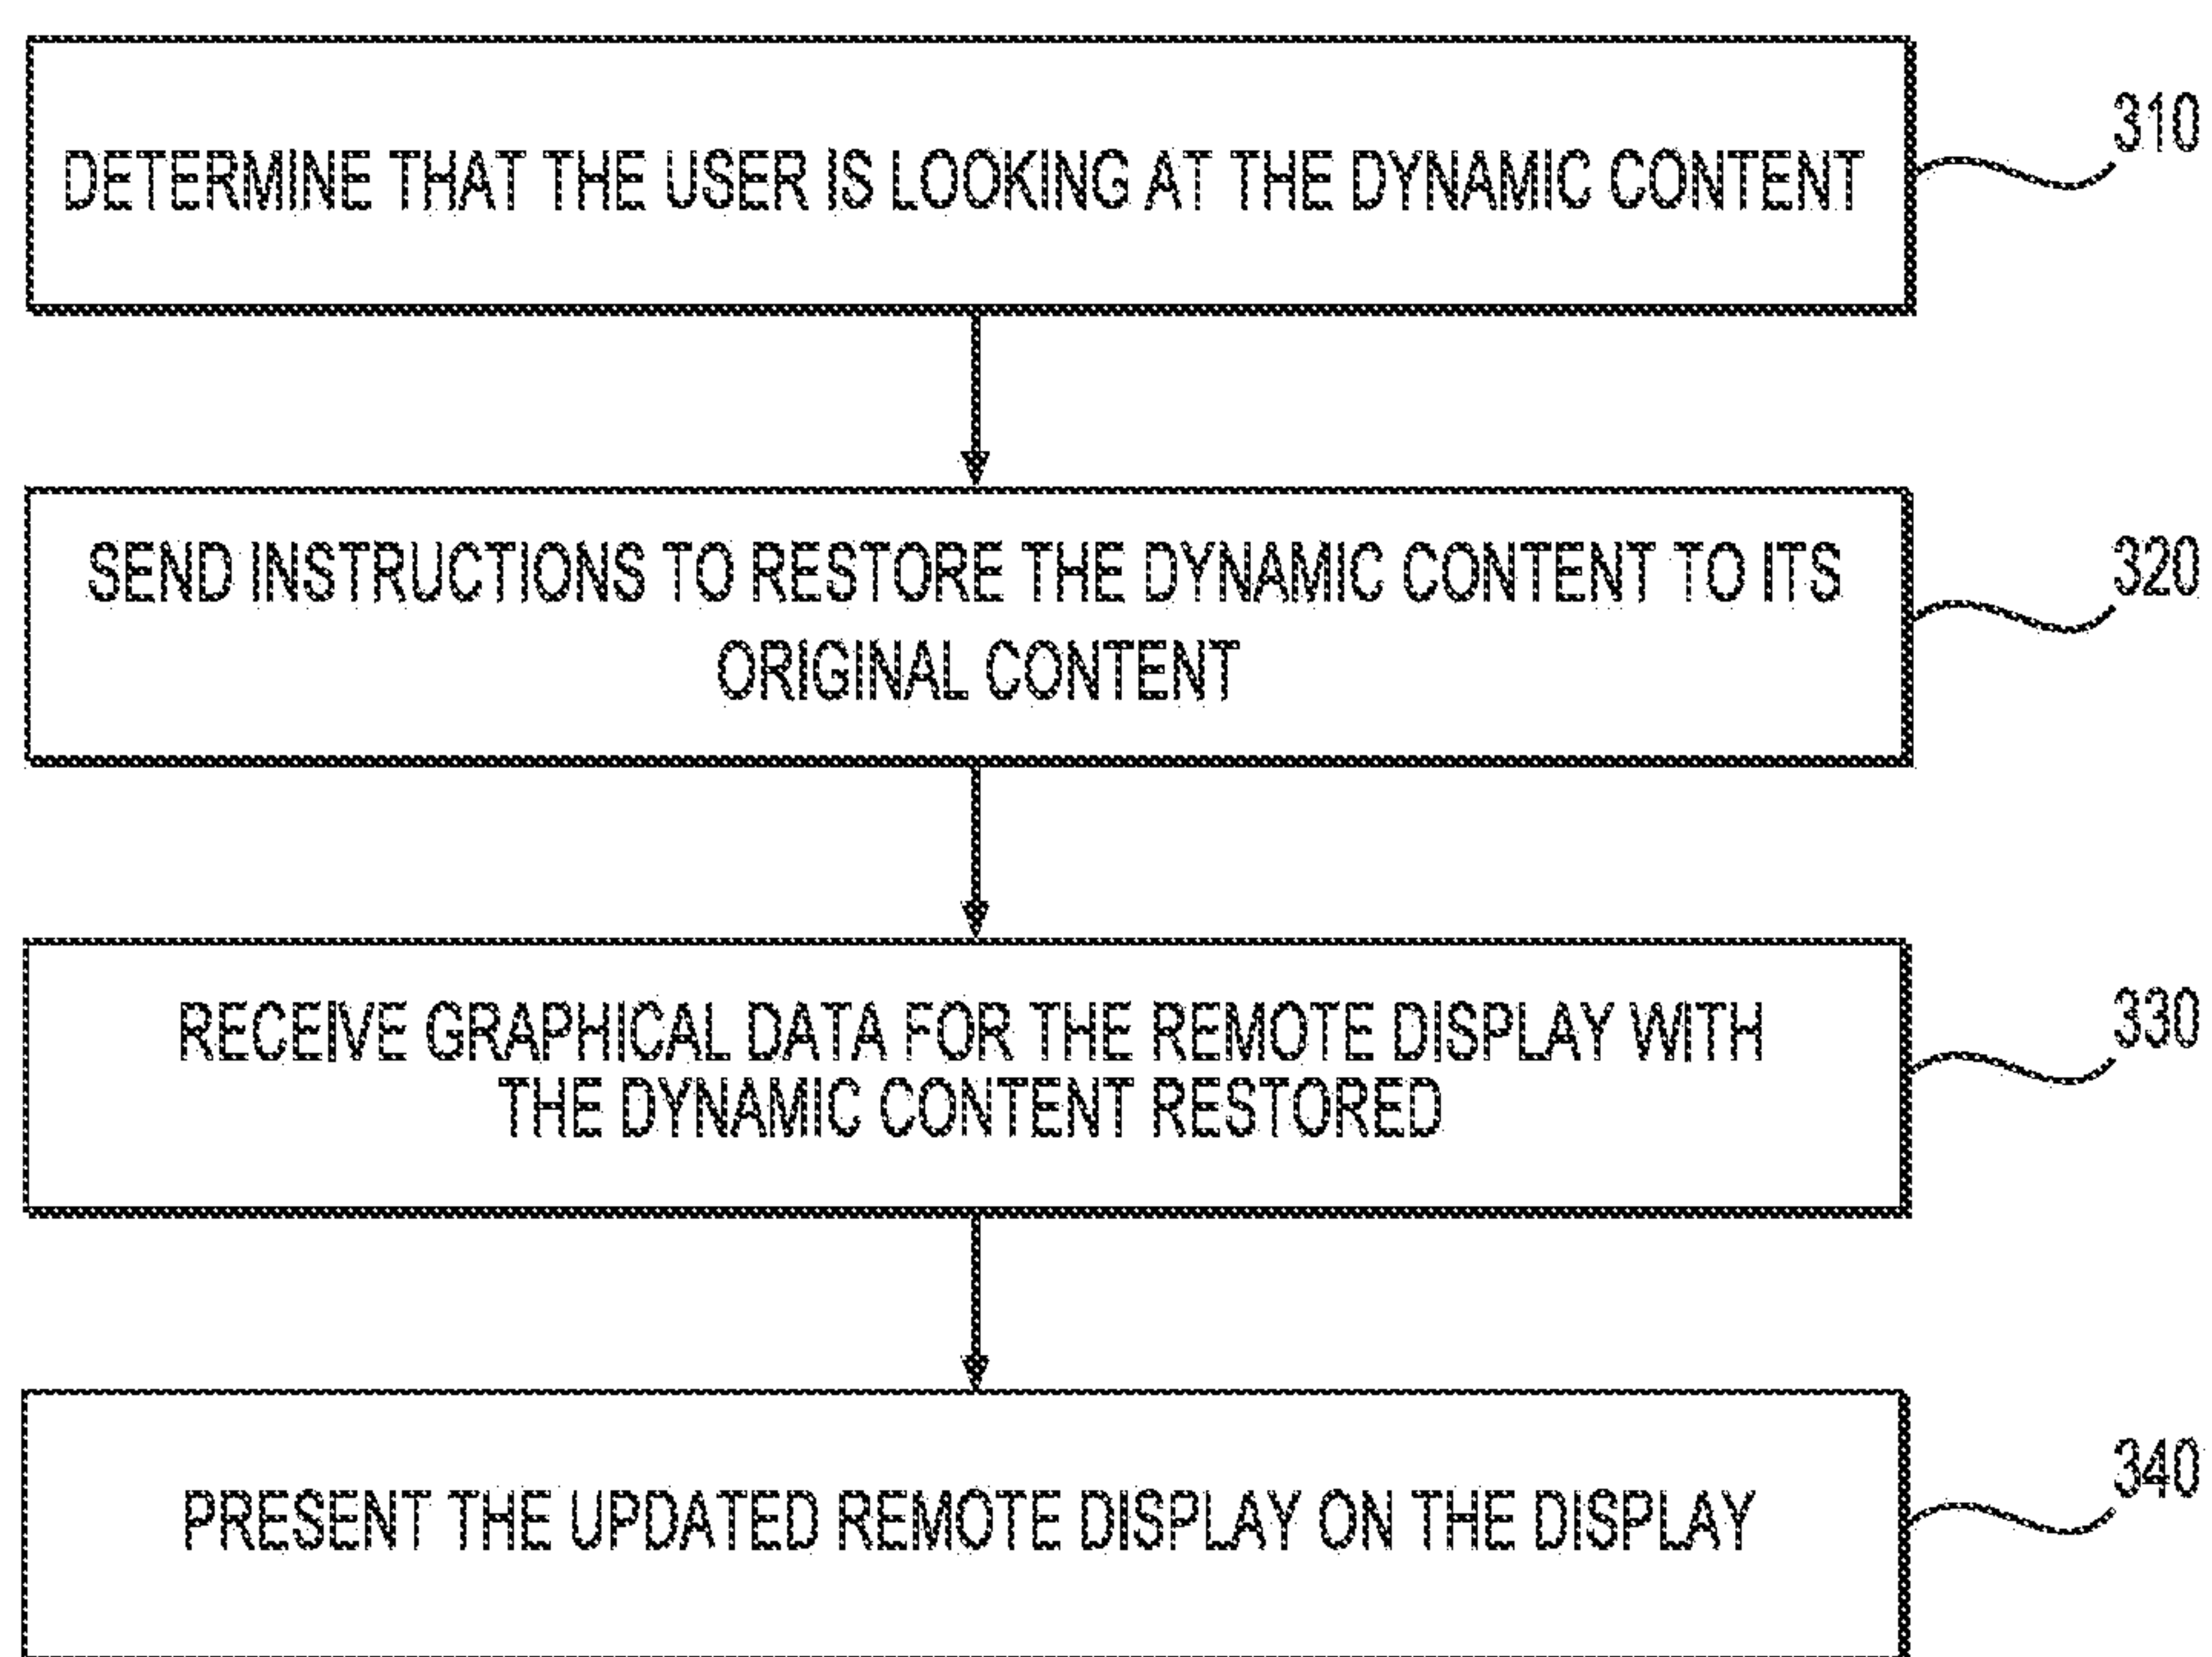 DETERMINE THAT THE USER IS LOOKING AT THE DYNAMIC CONTENT
310
SEND INSTRUCTIONS TO RESTORE THE DYNAMIC CONTENT TO ITS
ORIGINAL CONTENT
320
RECEIVE GRAPHICAL DATA FOR THE REMOTE DISPLAY WITH
THE DYNAMIC CONTENT RESTORED
330
PRESENT THE UPDATED REMOTE DISPLAY ON THE DISPLAY
340